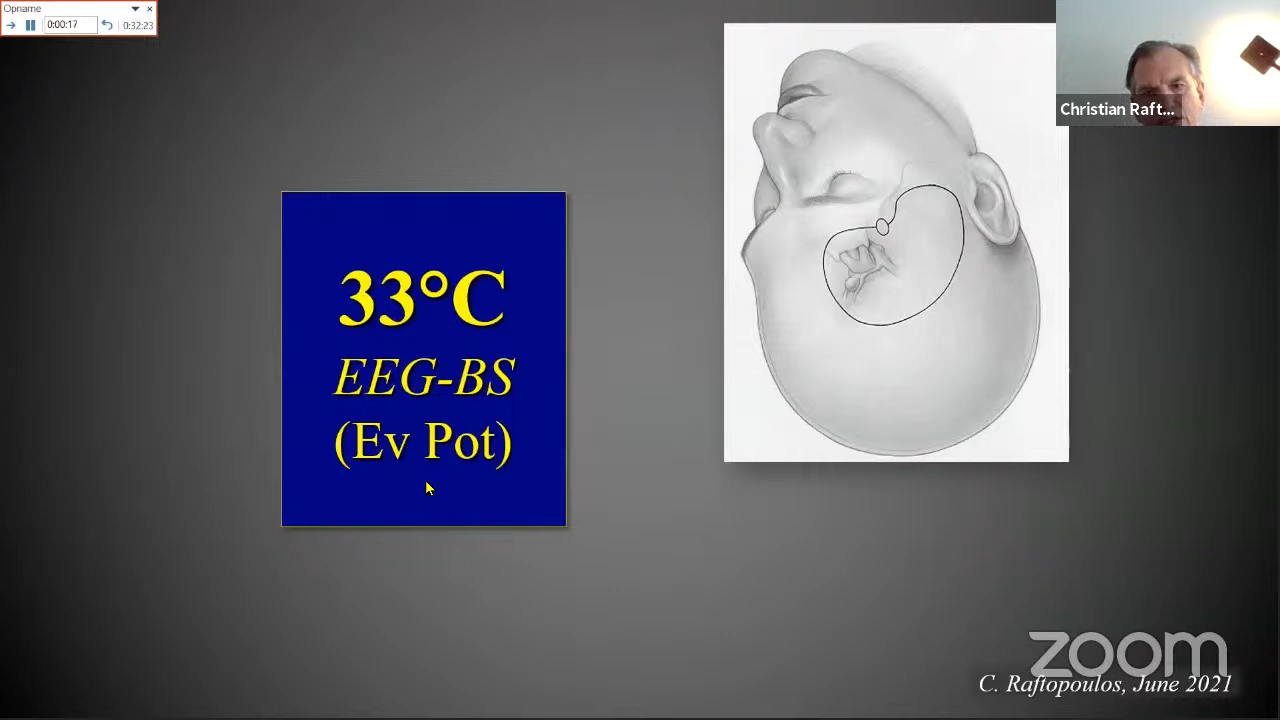 Opname
0:00:17
0:32:23
Christian Raft...
33°C
EEG-BS
(Ev Pot)
zoom
C. Raftopoulos, June 2021